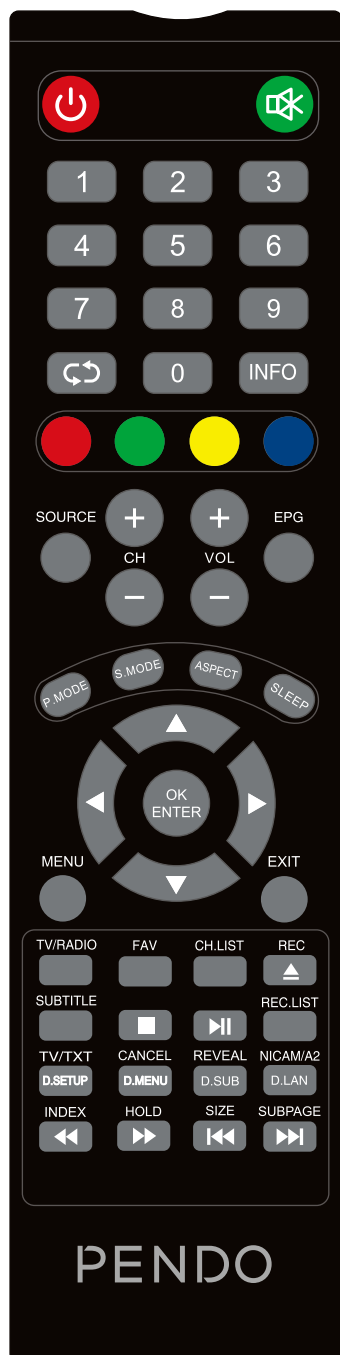 1 2 3
4 5 6
7 8 9
0 INFO
SOURCE CH VOL EPG
P.MODE S.MODE ASPECT SLEEP
OK
ENTER
MENU EXIT
TV/RADIO FAV CH.LIST REC
SUBTITLE REC.LIST
TV/TXT CANCEL REVEAL NICAM/A2
D.SETUP D.MENU D.SUB D.LAN
INDEX HOLD SIZE SUBPAGE
PENDO